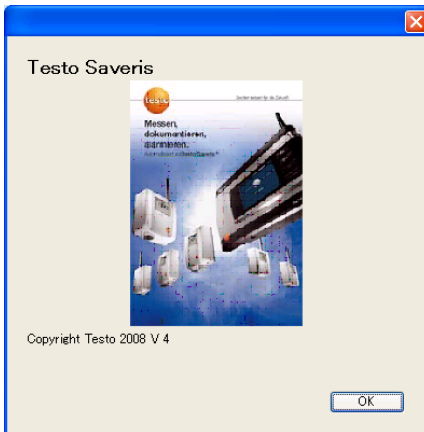 Testo Saveris
testo
Messen,
dokumentieren,
alarmieren.
Copyright Testo 2008 V 4
OK